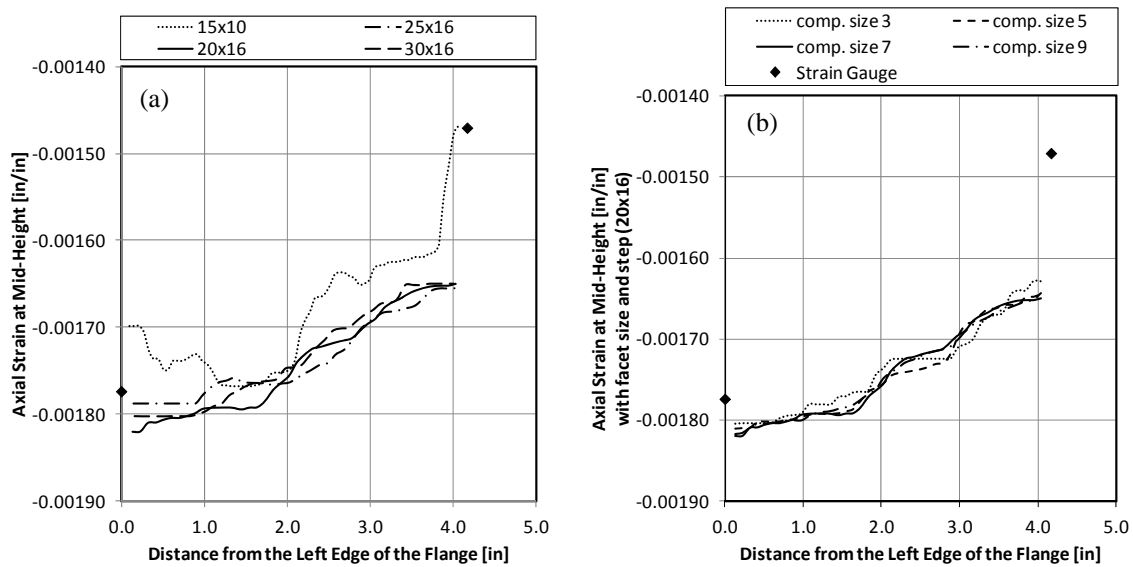 15x10 25x16
20x16 30x16
(a)
Axial Strain at Mid-Height [in/in]
-0.00140
-0.00150
-0.00160
-0.00170
-0.00180
-0.00190
0.0 1.0 2.0 3.0 4.0 5.0
Distance from the Left Edge of the Flange [in]
comp. size 3 comp. size 5
comp. size 7 comp. size 9
Strain Gauge
(b)
Axial Strain at Mid-Height [in/in]
with facet size and step (20x16)
-0.00140
-0.00150
-0.00160
-0.00170
-0.00180
-0.00190
0.0 1.0 2.0 3.0 4.0 5.0
Distance from the Left Edge of the Flange [in]